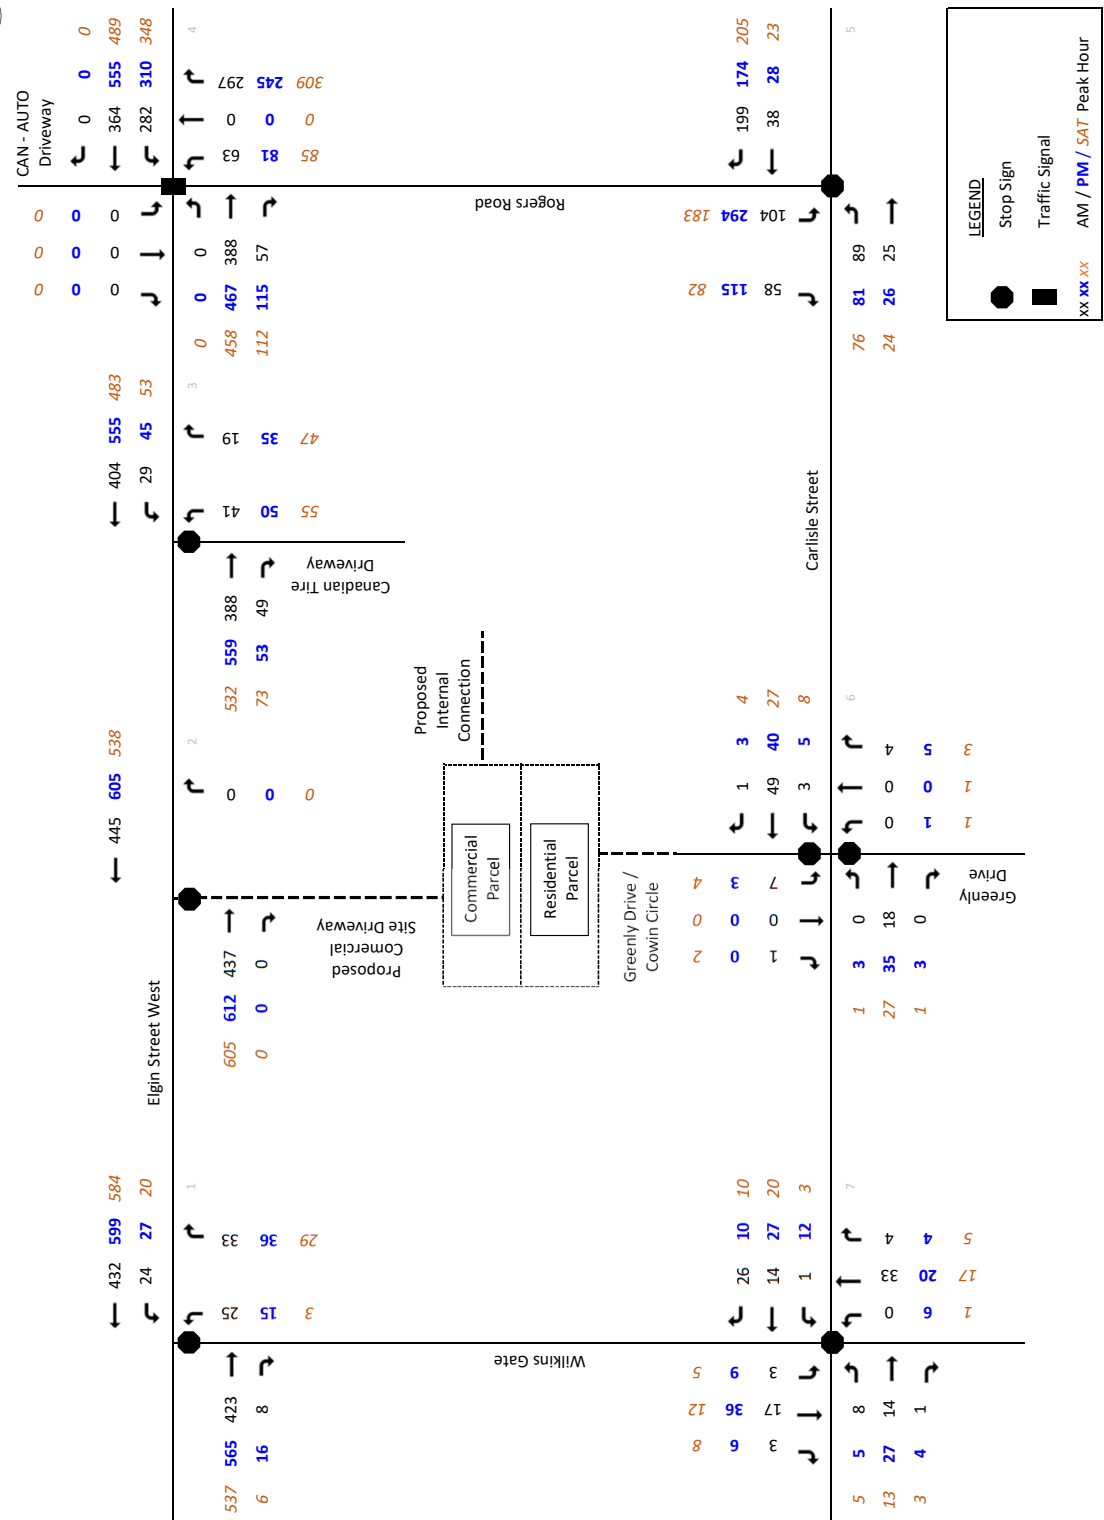 CAN - AUTO
Driveway
0 0 0
364 555 489
282 310 348
0 0 0
0 0 0
0 0 0
4
297 245 309
0 0 0
63 81 85
0 0 0
388 467 458
57 115 112
Rogers Road
199 174 205
38 28 23
5
104 294 183
58 115 82
89 81 76
25 26 24
LEGEND
Stop Sign
Traffic Signal
xx xx xx AM / PM / SAT Peak Hour
404 555 483
29 45 53
3
19 35 47
41 50 55
388 559 532
49 53 73
Canadian Tire
Driveway
Carlisle Street
Proposed
Internal
Connection
445 605 538
2
0 0 0
437 612 605
0 0 0
Proposed
Comercial
Site Driveway
Commercial
Parcel
Residential
Parcel
Elgin Street West
Greenly Drive /
Cowin Circle
1 3 4
49 40 27
3 5 8
6
4 5 3
0 0 1
0 1 1
7 3 4
0 0 0
1 0 2
0 3 1
18 35 27
0 3 1
Greenly
Drive
432 599 584
24 27 20
1
33 36 29
25 15 3
423 565 537
8 16 6
Wilkins Gate
26 10 10
14 27 20
1 12 3
7
4 4 5
33 20 17
0 6 1
3 9 5
17 36 12
3 6 8
8 5 5
14 27 13
1 4 3